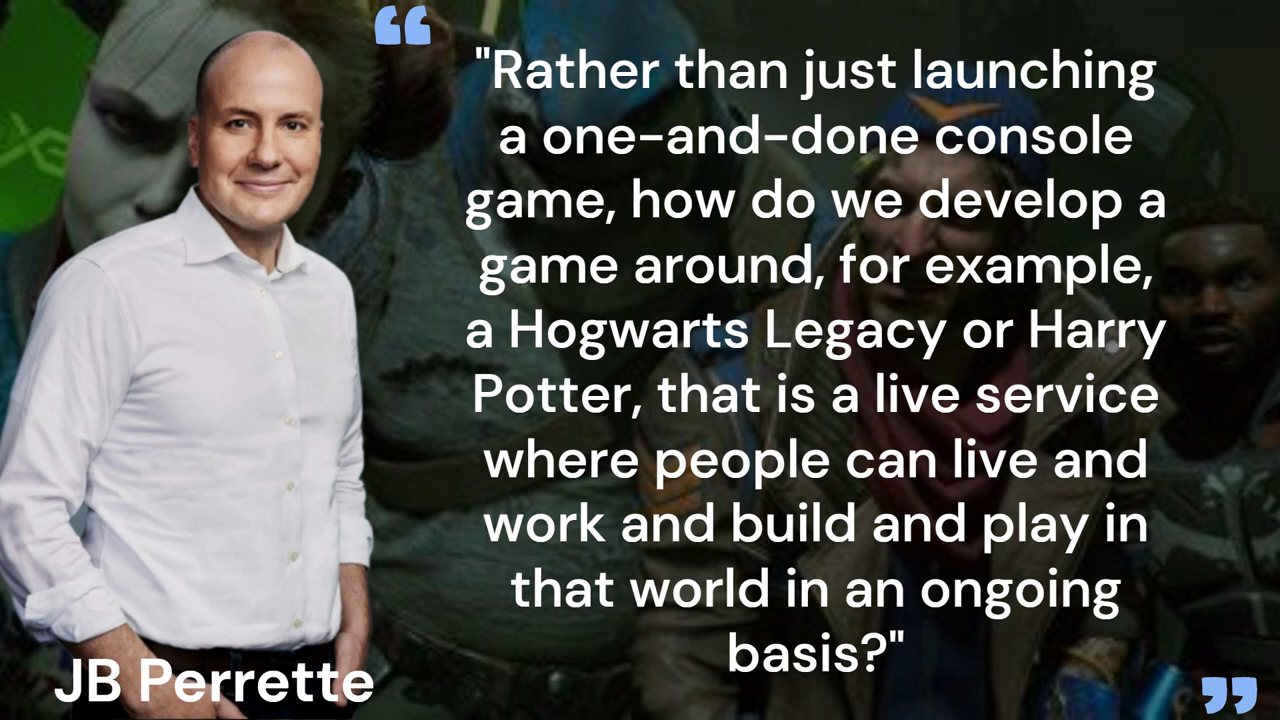 "Rather than just launching
a one-and-done console
game, how do we develop a
game around, for example,
a Hogwarts Legacy or Harry
Potter, that is a live service
where people can live and
work and build and play in
that world in an ongoing
basis?"
JB Perrette